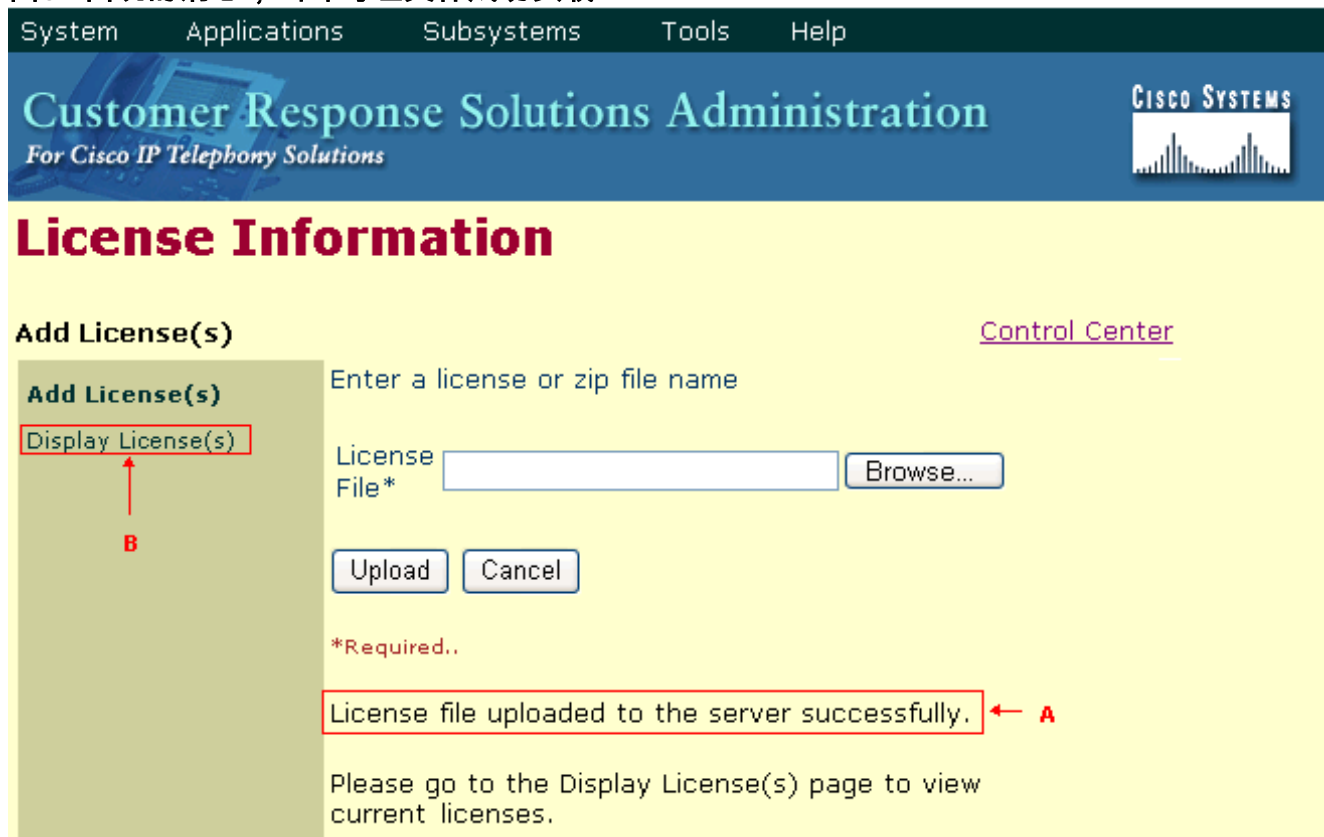 System Applications Subsystems Tools Help
Customer Response Solutions Administration
For Cisco IP Telephony Solutions
CISCO SYSTEMS
License Information
Add License(s)
Control Center
Add License(s)
Display License(s)
B
Enter a license or zip file name
License
File*
Browse...
Upload Cancel
*Required..
License file uploaded to the server successfully.
A
Please go to the Display License(s) page to view
current licenses.